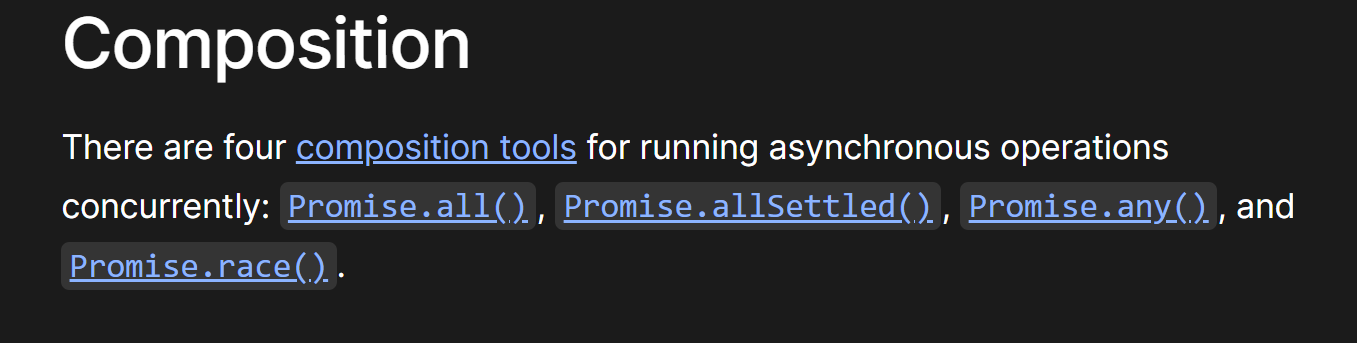 Composition
There are four composition tools for running asynchronous operations
concurrently: Promise.all(), Promise.allSettled(), Promise.any(), and
Promise.race().